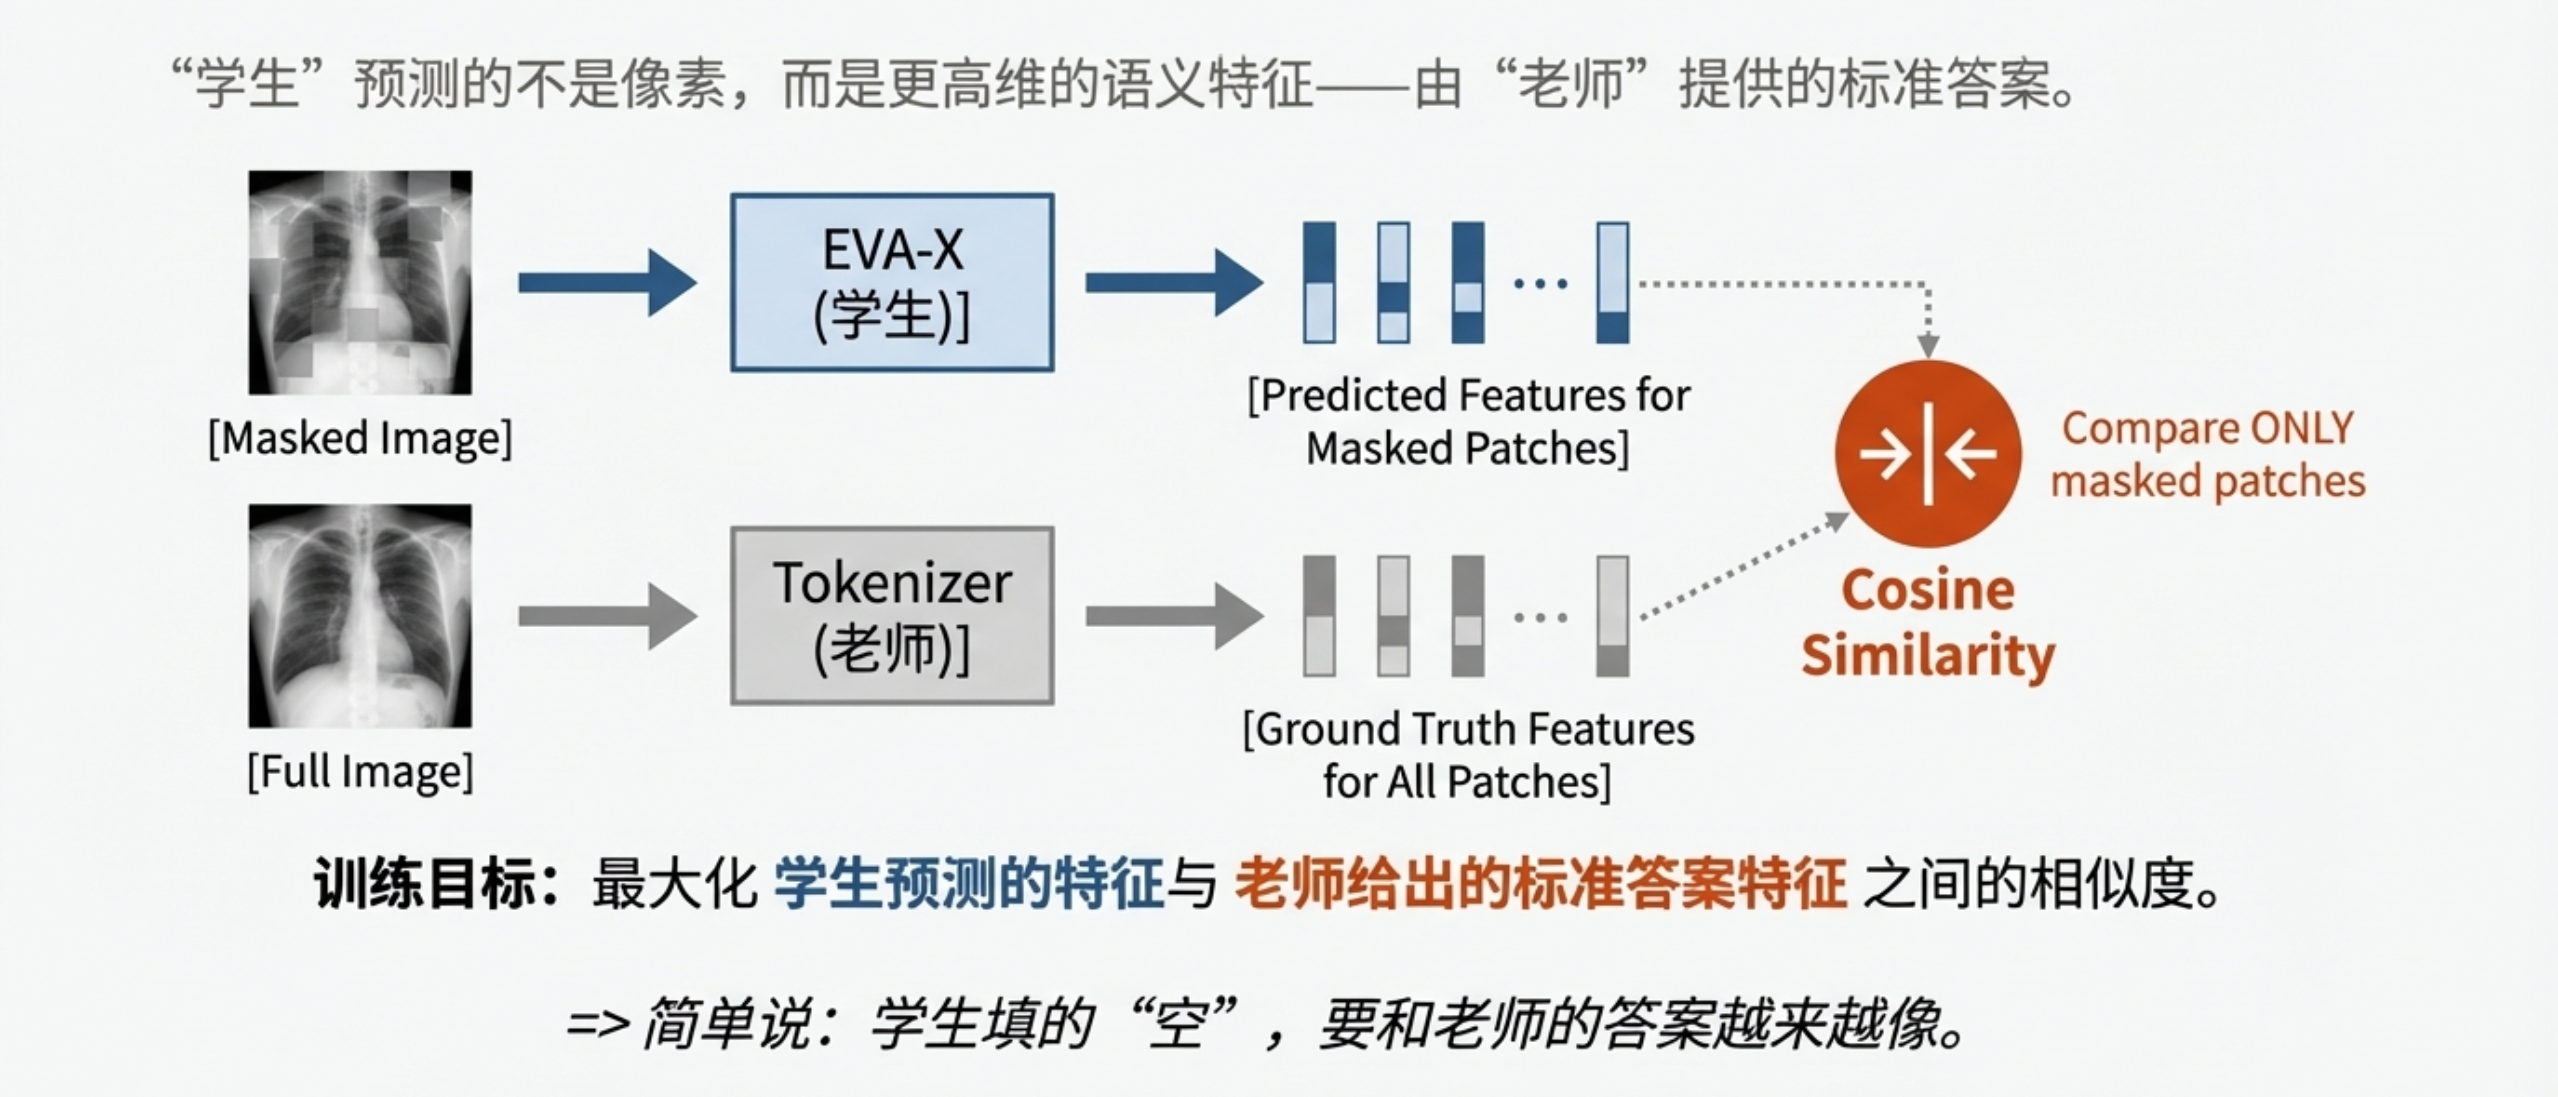 “学生”预测的不是像素，而是更高维的语义特征——由“老师”提供的标准答案。
EVA-X
(学生)]
[Masked Image]
[Predicted Features for
Masked Patches]
Compare ONLY
masked patches
Tokenizer
(老师)]
Cosine
Similarity
[Full Image]
[Ground Truth Features
for All Patches]
训练目标：最大化 学生预测的特征与 老师给出的标准答案特征 之间的相似度。
=> 简单说：学生填的“空”，要和老师的答案越来越像。